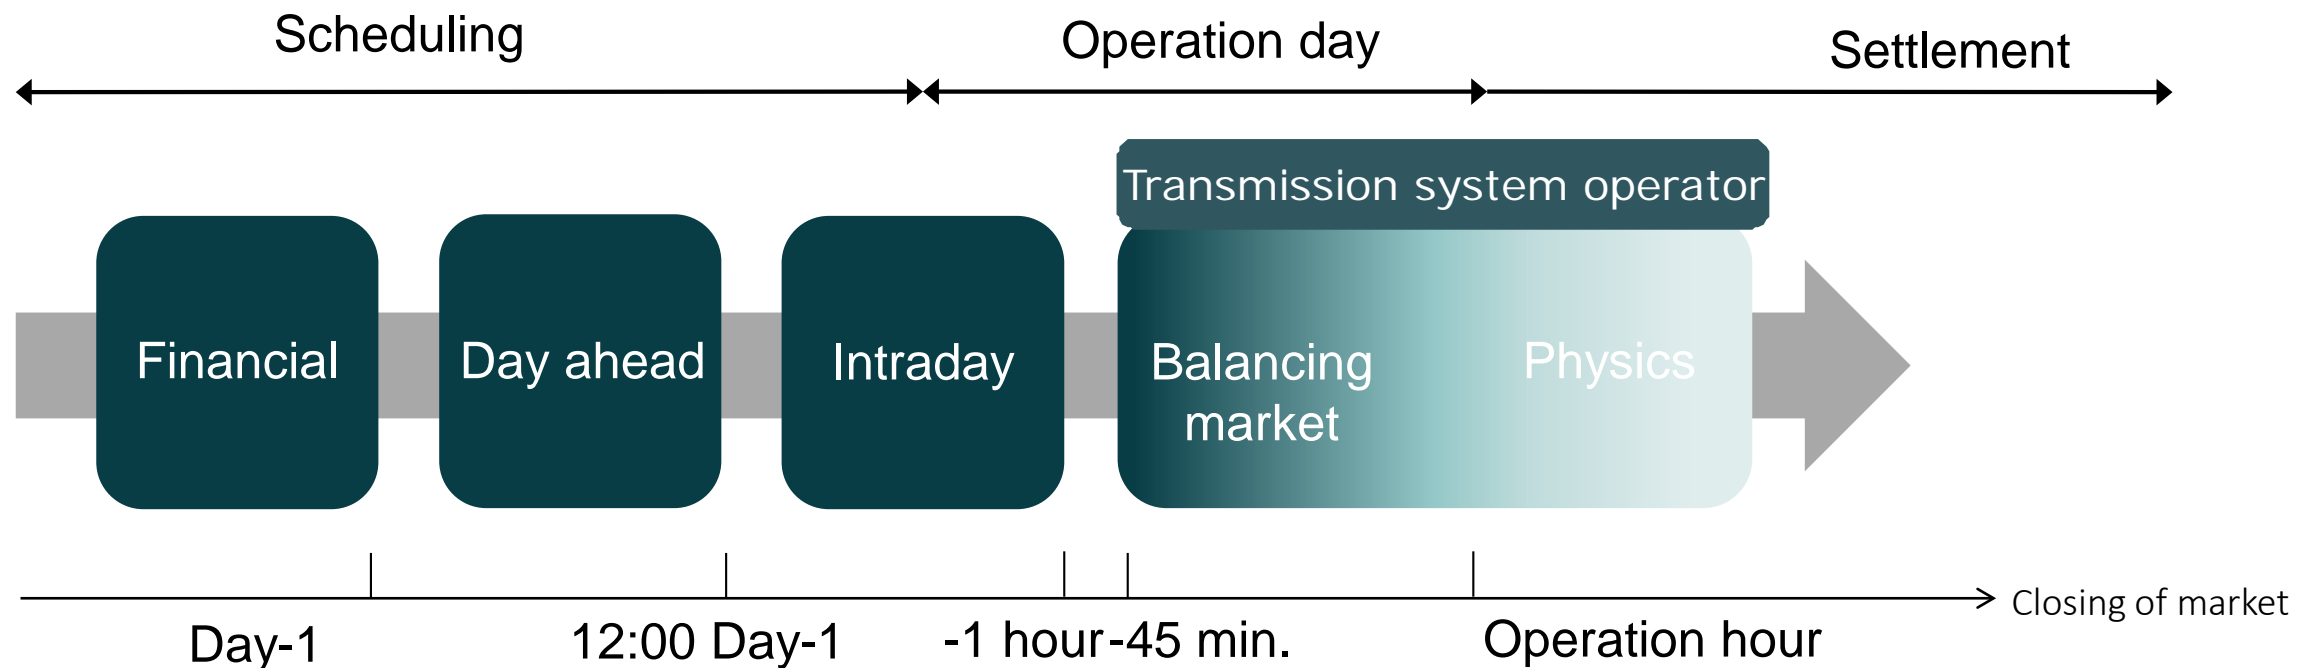 Scheduling
Operation day
Settlement
Transmission system operator
Financial
Day ahead
Intraday
Balancing
market
Physics
Closing of market
Day-1
12:00 Day-1
-1 hour
-45 min.
Operation hour